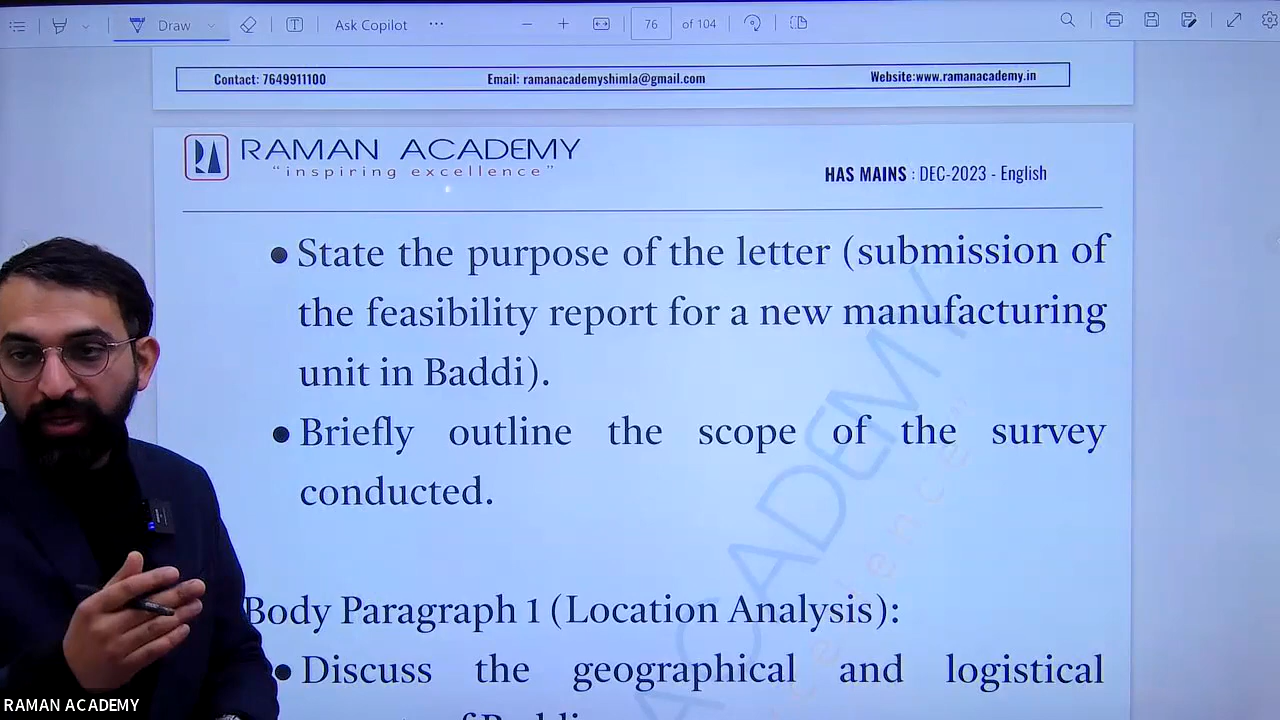 Draw
Ask Copilot
76 of 104
Contact: 7649911100 Email: ramanacademyshimla@gmail.com Website:www.ramanacademy.in
RAMAN ACADEMY
"inspiring excellence"
HAS MAINS : DEC-2023 - English
• State the purpose of the letter (submission of
the feasibility report for a new manufacturing
unit in Baddi).
• Briefly outline the scope of the survey
conducted.
Body Paragraph 1 (Location Analysis):
• Discuss the geographical and logistical
of Baddi
ACADEMY
RAMAN ACADEMY